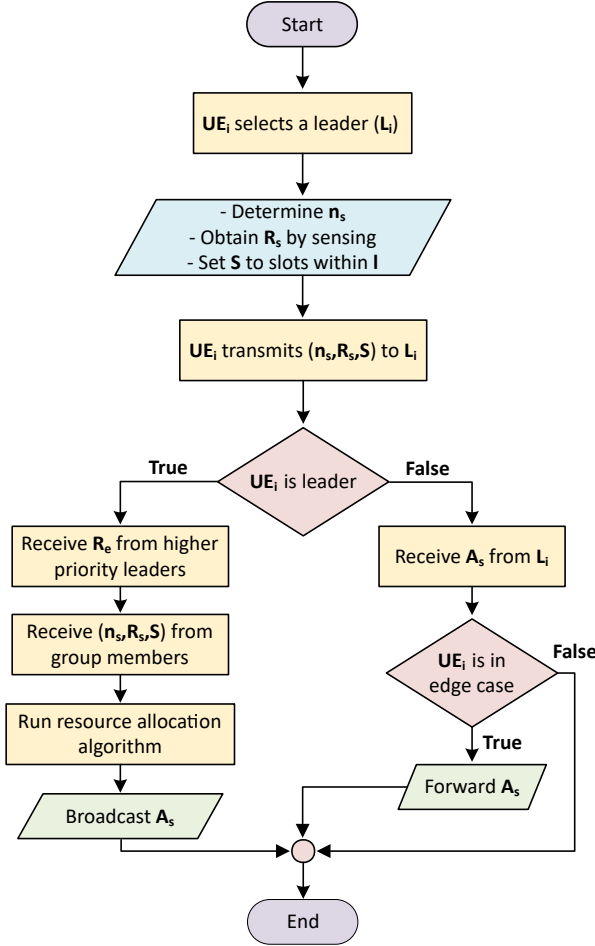 Start
UEᵢ selects a leader (Lᵢ)
- Determine nₛ
- Obtain Rₛ by sensing
- Set S to slots within l
UEᵢ transmits (nₛ,Rₛ,S) to Lᵢ
UEᵢ is leader
True
False
Receive Rₑ from higher
priority leaders
Receive (nₛ,Rₛ,S) from
group members
Run resource allocation
algorithm
Broadcast Aₛ
Receive Aₛ from Lᵢ
UEᵢ is in
edge case
False
True
Forward Aₛ
End